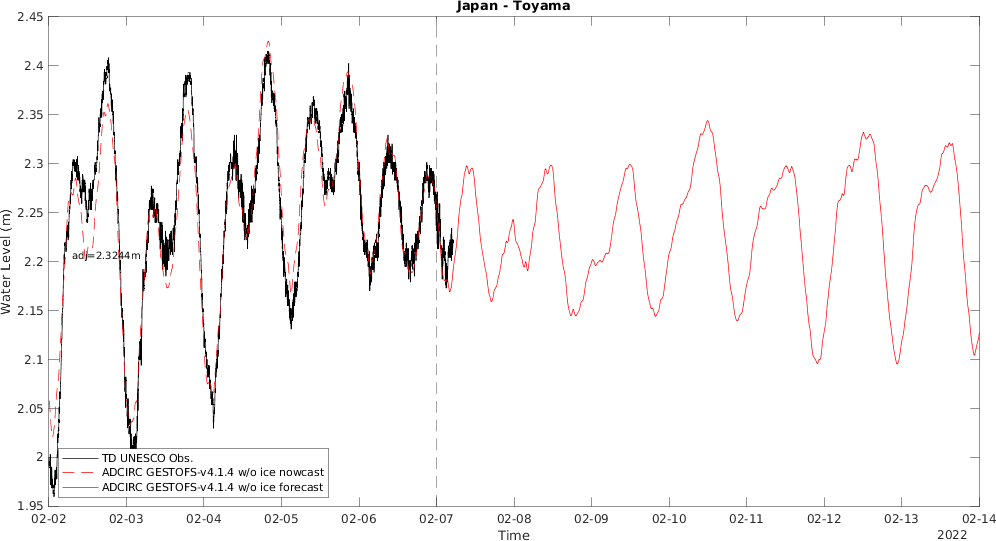 Japan - Toyama
2.45
2.4
2.35
2.3
2.25
2.2
2.15
2.1
2.05
2
1.95
Water Level (m)
adj=2.3244m
TD UNESCO Obs.
ADCIRC GESTOFS-v4.1.4 w/o ice nowcast
ADCIRC GESTOFS-v4.1.4 w/o ice forecast
02-02 02-03 02-04 02-05 02-06 02-07 02-08 02-09 02-10 02-11 02-12 02-13 02-14
Time
2022